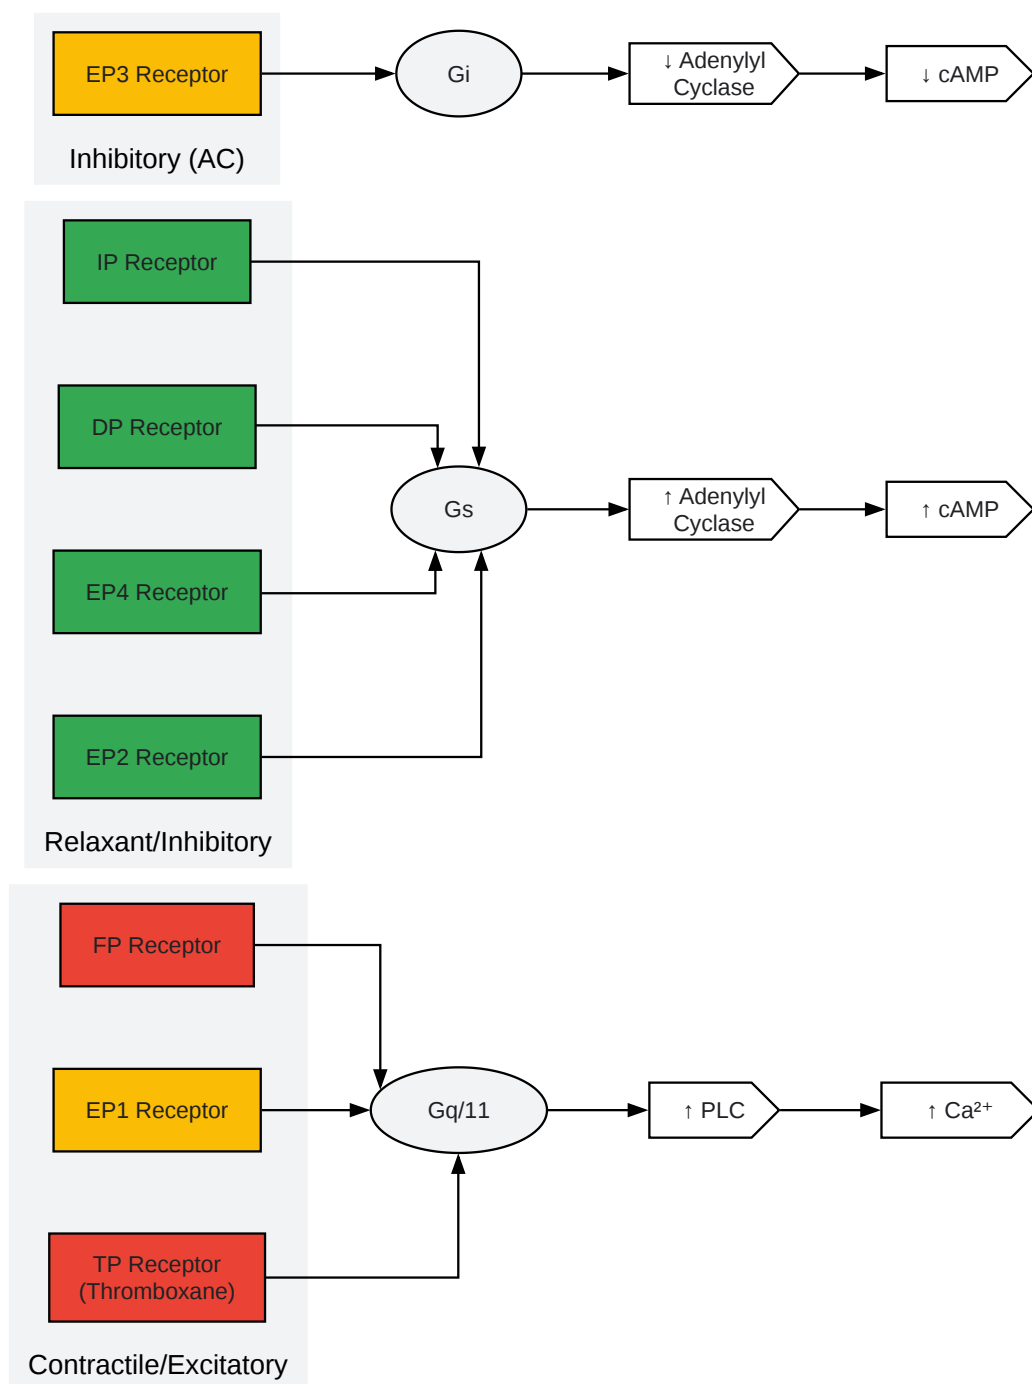 EP3 Receptor
Gi
↓ Adenylyl
Cyclase
↓ cAMP
Inhibitory (AC)
IP Receptor
DP Receptor
Gs
↑ Adenylyl
Cyclase
↑ cAMP
EP4 Receptor
EP2 Receptor
Relaxant/Inhibitory
FP Receptor
EP1 Receptor
Gq/11
↑ PLC
↑ Ca²⁺
TP Receptor
(Thromboxane)
Contractile/Excitatory